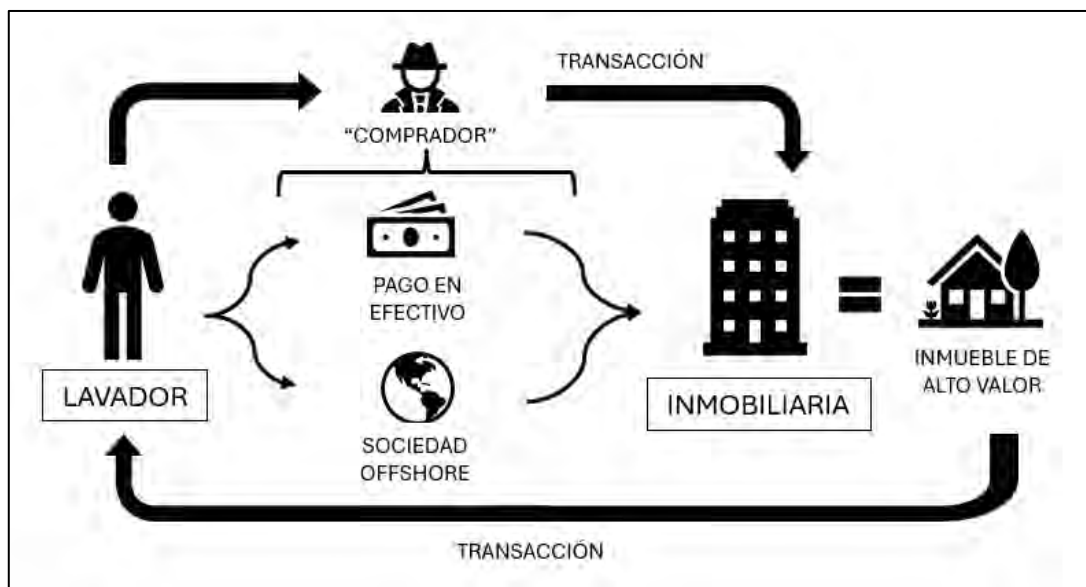 TRANSACCIÓN
“COMPRADOR”
PAGO EN
EFECTIVO
LAVADOR
INMOBILIARIA
INMUEBLE DE
ALTO VALOR
SOCIEDAD
OFFSHORE
TRANSACCIÓN